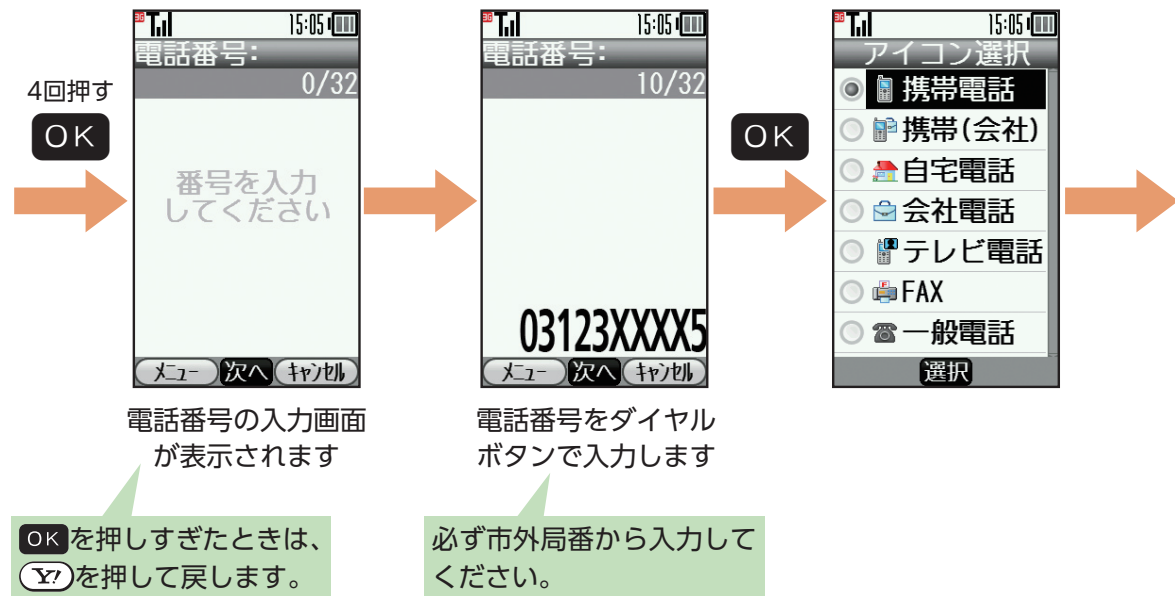 4回押す
OK
3G 15:05
電話番号:
0/32
番号を入力
してください
メニュー 次へ キャンセル
電話番号の入力画面
が表示されます
OKを押しすぎたときは、
Y!を押して戻します。
3G 15:05
電話番号:
10/32
03123XXXX5
メニュー 次へ キャンセル
電話番号をダイヤル
ボタンで入力します
必ず市外局番から入力して
ください。
OK
3G 15:05
アイコン選択
携帯電話
携帯(会社)
自宅電話
会社電話
テレビ電話
FAX
一般電話
選択